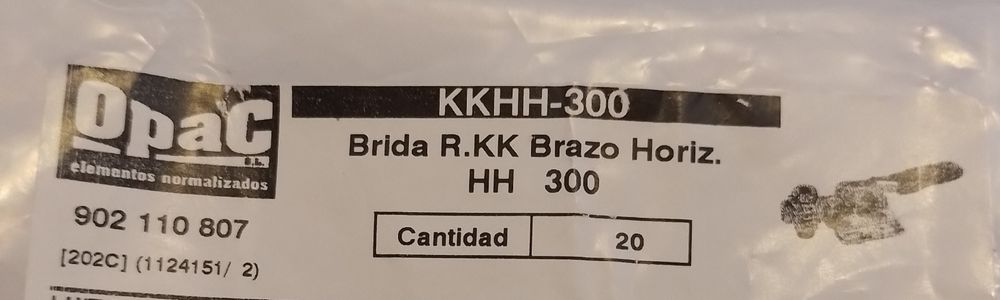 Opac
S.L.
elementos normalizados
902 110 807
[202C] (1124151/ 2)
KKHH-300
Brida R.KK Brazo Horiz.
HH 300
Cantidad 20